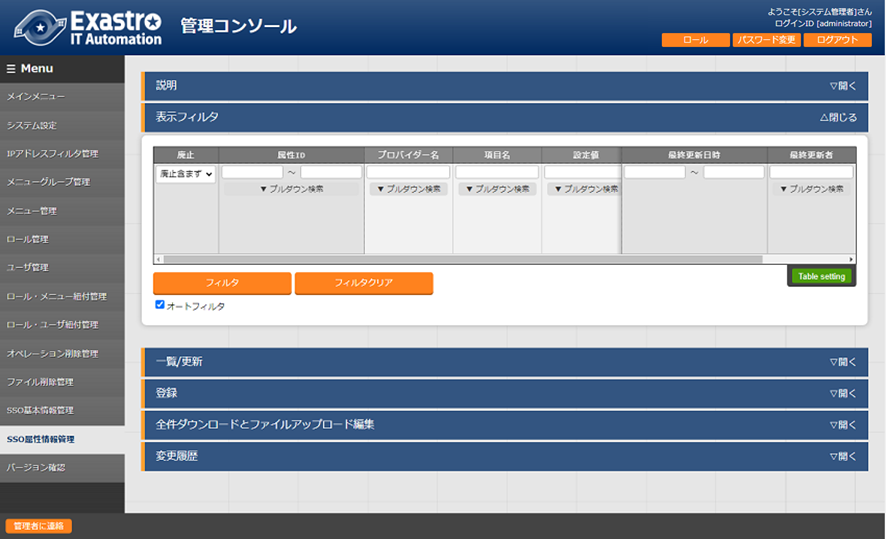 Exastro
IT Automation
管理コンソール
ようこそ[システム管理者]さん
ログインID [administrator]
ロール パスワード変更 ログアウト
☰ Menu
メインメニュー
システム設定
IPアドレスフィルタ管理
メニューグループ管理
メニュー管理
ロール管理
ユーザ管理
ロール・メニュー紐付管理
ロール・ユーザ紐付管理
オペレーション削除管理
ファイル削除管理
SSO基本情報管理
SSO属性情報管理
バージョン確認
説明 ▽開く
表示フィルタ △閉じる
廃止 属性ID プロバイダー名 項目名 設定値 最終更新日時 最終更新者
廃止含まず ～ ～
▼ プルダウン検索 ▼ プルダウン検索 ▼ プルダウン検索 ▼ プルダウン検索 ▼ プルダウン検索
フィルタ フィルタクリア Table setting
オートフィルタ
一覧/更新 ▽開く
登録 ▽開く
全件ダウンロードとファイルアップロード編集 ▽開く
変更履歴 ▽開く
管理者に連絡